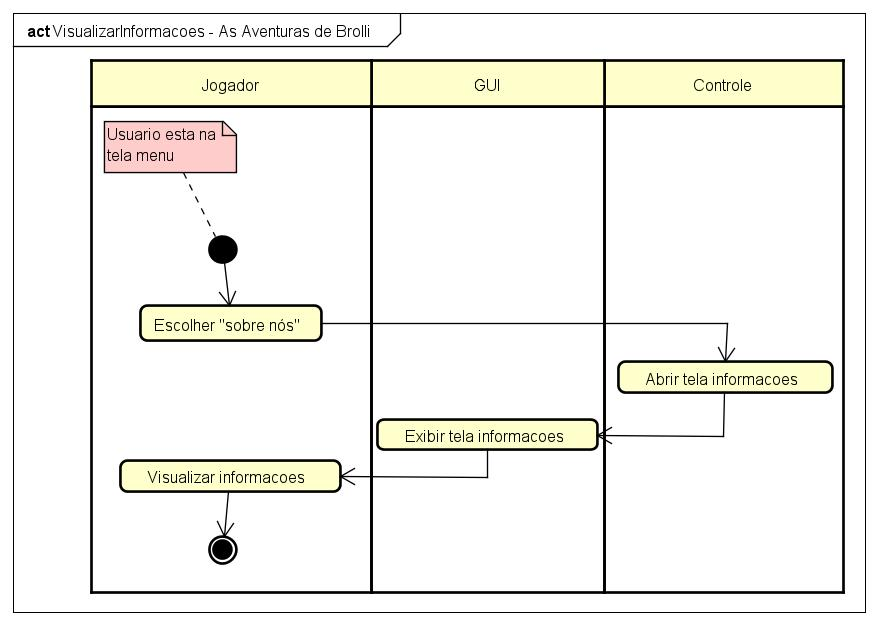 act VisualizarInformacoes - As Aventuras de Brolli
Jogador
GUI
Controle
Usuario esta na
tela menu
Escolher "sobre nós"
Abrir tela informacoes
Exibir tela informacoes
Visualizar informacoes